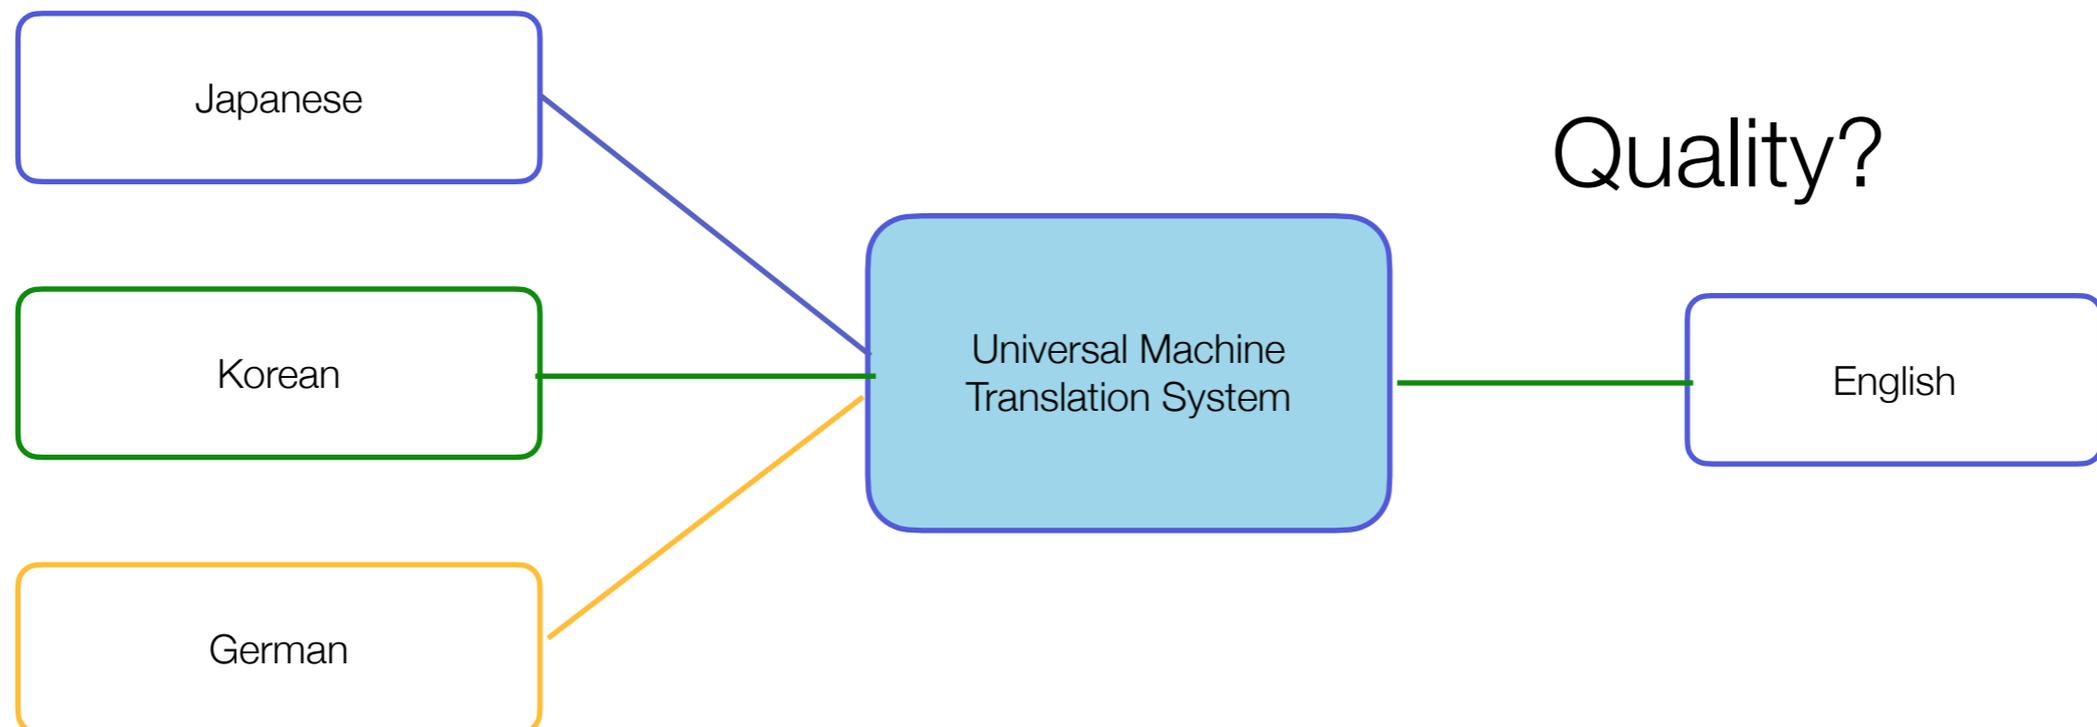 Japanese
Quality?
Korean
Universal Machine
Translation System
English
German